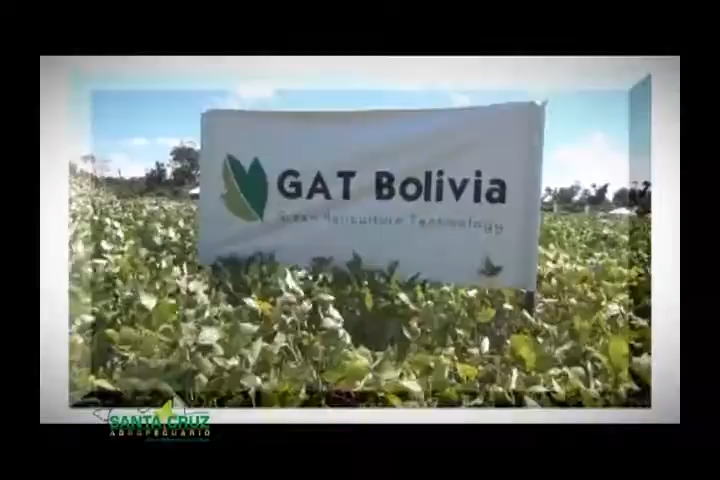 GAT Bolivia
Green Agriculture Technology
SANTA CRUZ
AGROPECUARIO